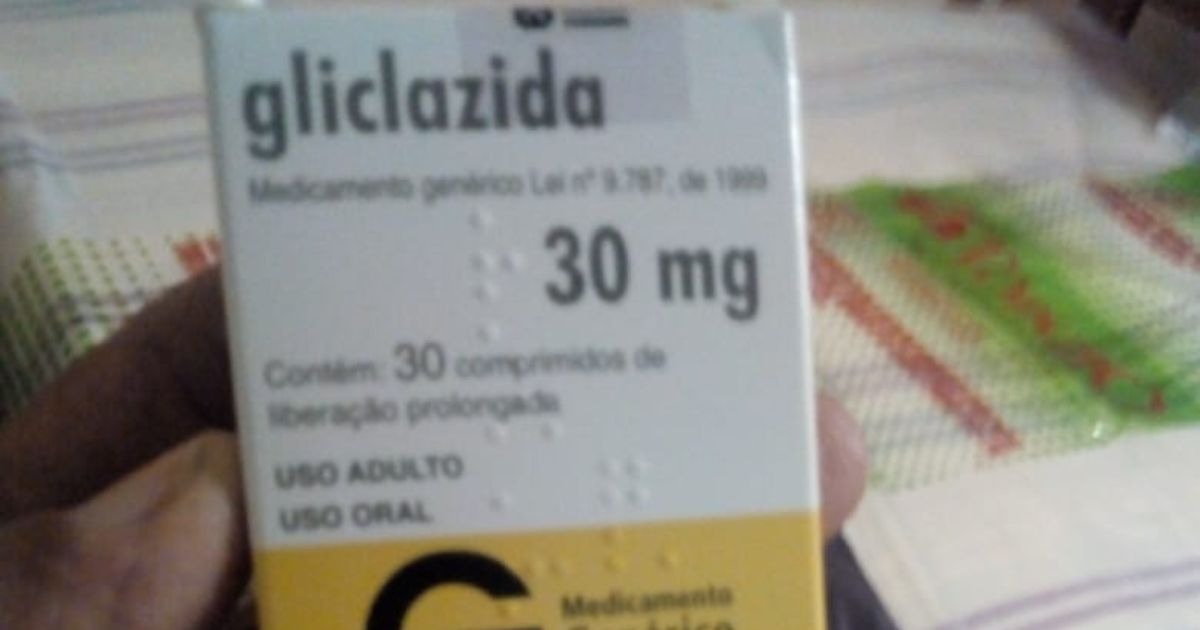 gliclazida
Medicamento genérico Lei nº 9.787, de 1999
30 mg
Contém: 30 comprimidos de
liberação prolongada
USO ADULTO
USO ORAL
G
Medicamento
Genérico